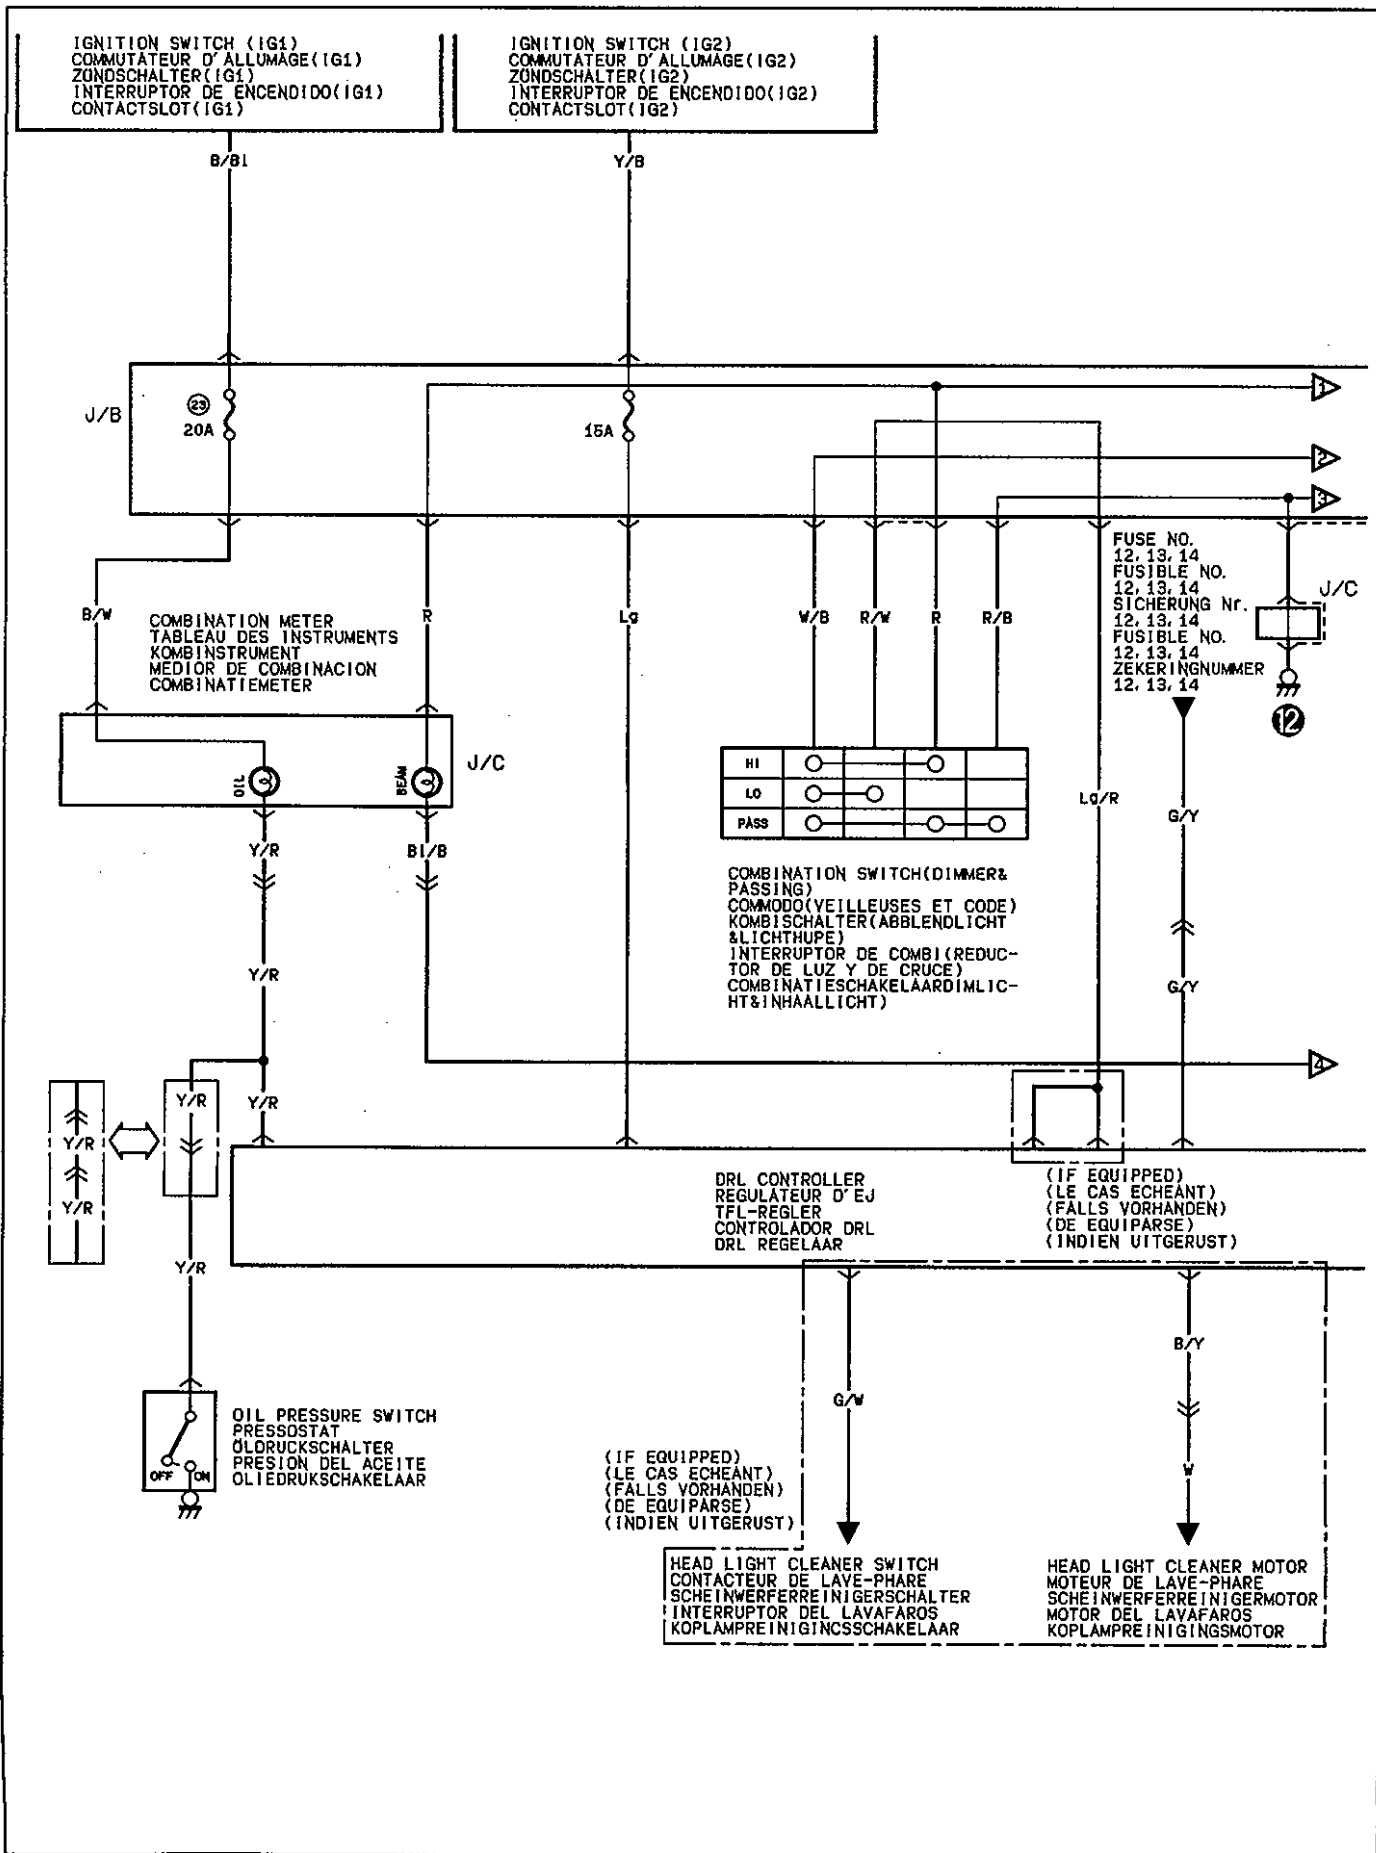 IGNITION SWITCH (IG1)
COMMUTATEUR D'ALLUMAGE(IG1)
ZÜNDSCHALTER(IG1)
INTERRUPTOR DE ENCENDIDO(IG1)
CONTACTSLOT(IG1)
IGNITION SWITCH (IG2)
COMMUTATEUR D'ALLUMAGE(IG2)
ZÜNDSCHALTER(IG2)
INTERRUPTOR DE ENCENDIDO(IG2)
CONTACTSLOT(IG2)
B/Bl
Y/B
J/B
23
20A
15A
1
2
3
B/W
COMBINATION METER
TABLEAU DES INSTRUMENTS
KOMBINSTRUMENT
MEDIOR DE COMBINACION
COMBINATIEMETER
R
Lg
W/B
R/W
R
R/B
FUSE NO.
12, 13, 14
FUSIBLE NO.
12, 13, 14
SICHERUNG Nr.
12, 13, 14
FUSIBLE NO.
12, 13, 14
ZEKERINGNUMMER
12, 13, 14
J/C
12
OIL
BEAM
J/C
HI
LO
PASS
Lg/R
G/Y
Y/R
Bl/B
COMBINATION SWITCH(DIMMER&
PASSING)
COMMODO(VEILLEUSES ET CODE)
KOMBISCHALTER(ABBLENDLICHT
&LICHTHUPE)
INTERRUPTOR DE COMBI(REDUC-
TOR DE LUZ Y DE CRUCE)
COMBINATIESCHAKELAARDIMLIC-
HT&INHAALLICHT)
Y/R
G/Y
4
Y/R
Y/R
Y/R
Y/R
DRL CONTROLLER
REGULATEUR D'EJ
TFL-REGLER
CONTROLADOR DRL
DRL REGELAAR
(IF EQUIPPED)
(LE CAS ECHEANT)
(FALLS VORHANDEN)
(DE EQUIPARSE)
(INDIEN UITGERUST)
Y/R
B/Y
G/W
OIL PRESSURE SWITCH
PRESSOSTAT
ÖLDRUCKSCHALTER
PRESION DEL ACEITE
OLIEDRUKSCHAKELAAR
OFF
ON
(IF EQUIPPED)
(LE CAS ECHEANT)
(FALLS VORHANDEN)
(DE EQUIPARSE)
(INDIEN UITGERUST)
W
HEAD LIGHT CLEANER SWITCH
CONTACTEUR DE LAVE-PHARE
SCHEINWERFERREINIGERSCHALTER
INTERRUPTOR DEL LAVAFAROS
KOPLAMPREINIGINCSSCHAKELAAR
HEAD LIGHT CLEANER MOTOR
MOTEUR DE LAVE-PHARE
SCHEINWERFERREINIGERMOTOR
MOTOR DEL LAVAFAROS
KOPLAMPREINIGINGSMOTOR